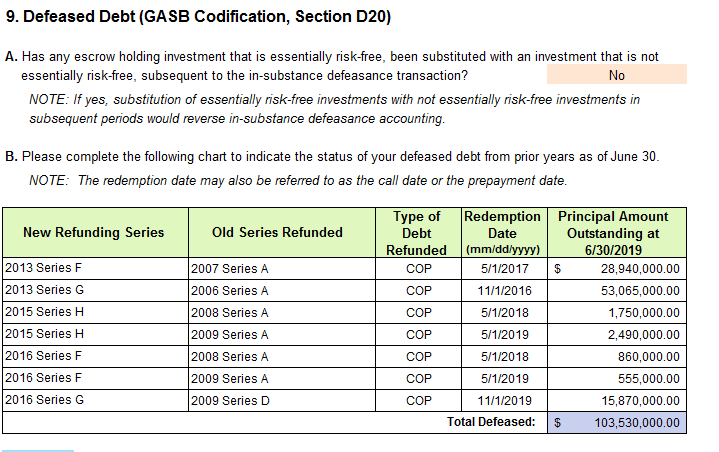 9. Defeased Debt (GASB Codification, Section D20)
A. Has any escrow holding investment that is essentially risk-free, been substituted with an investment that is not
essentially risk-free, subsequent to the in-substance defeasance transaction? No
NOTE: If yes, substitution of essentially risk-free investments with not essentially risk-free investments in
subsequent periods would reverse in-substance defeasance accounting.
B. Please complete the following chart to indicate the status of your defeased debt from prior years as of June 30.
NOTE: The redemption date may also be referred to as the call date or the prepayment date.
New Refunding Series
Old Series Refunded
Type of
Debt
Refunded
Redemption
Date
(mm/dd/yyyy)
Principal Amount
Outstanding at
6/30/2019
2013 Series F 2007 Series A COP 5/1/2017 $ 28,940,000.00
2013 Series G 2006 Series A COP 11/1/2016 53,065,000.00
2015 Series H 2008 Series A COP 5/1/2018 1,750,000.00
2015 Series H 2009 Series A COP 5/1/2019 2,490,000.00
2016 Series F 2008 Series A COP 5/1/2018 860,000.00
2016 Series F 2009 Series A COP 5/1/2019 555,000.00
2016 Series G 2009 Series D COP 11/1/2019 15,870,000.00
Total Defeased: $ 103,530,000.00